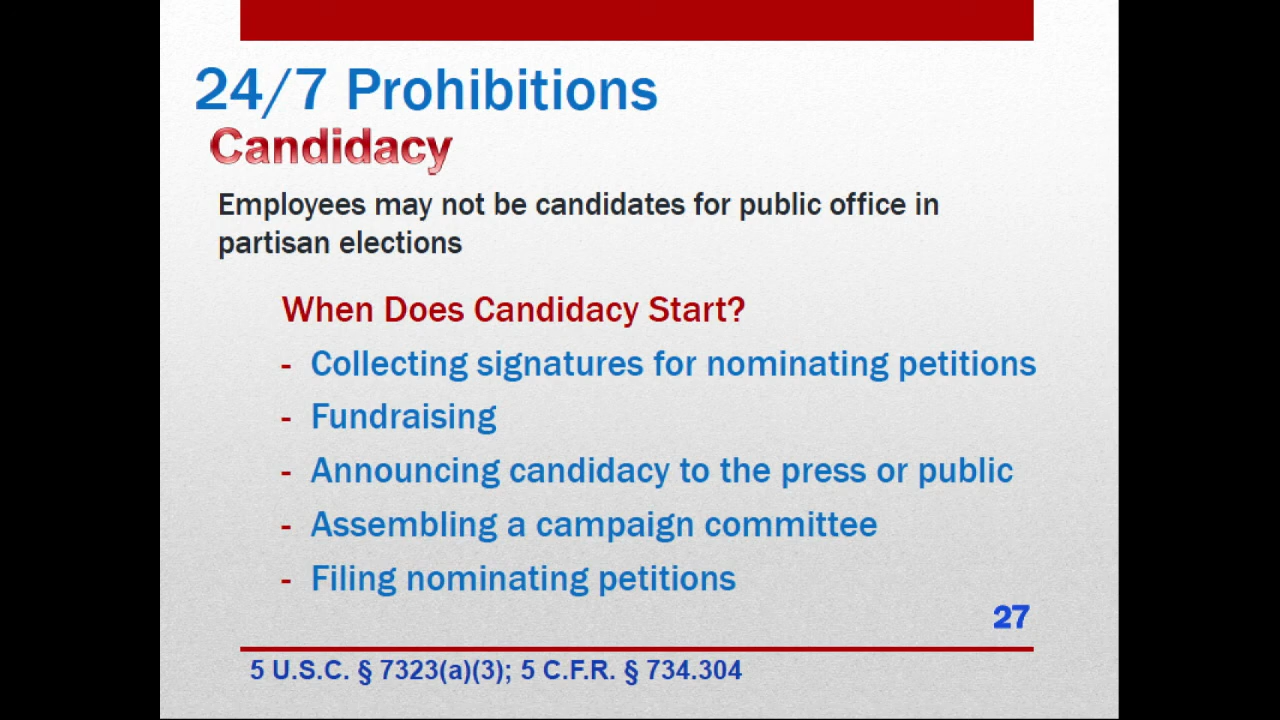 24/7 Prohibitions
Candidacy
Employees may not be candidates for public office in
partisan elections
When Does Candidacy Start?
- Collecting signatures for nominating petitions
- Fundraising
- Announcing candidacy to the press or public
- Assembling a campaign committee
- Filing nominating petitions
27
5 U.S.C. § 7323(a)(3); 5 C.F.R. § 734.304